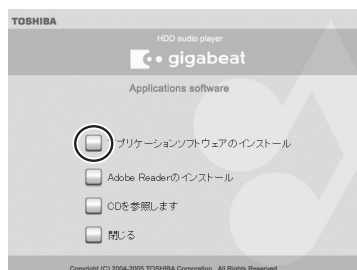 TOSHIBA
HDD audio player
gigabeat
Applications software
アプリケーションソフトウェアのインストール
Adobe Readerのインストール
CDを参照します
閉じる
Copyright (C) 2004-2005 TOSHIBA Corporation, All Rights Reserved.